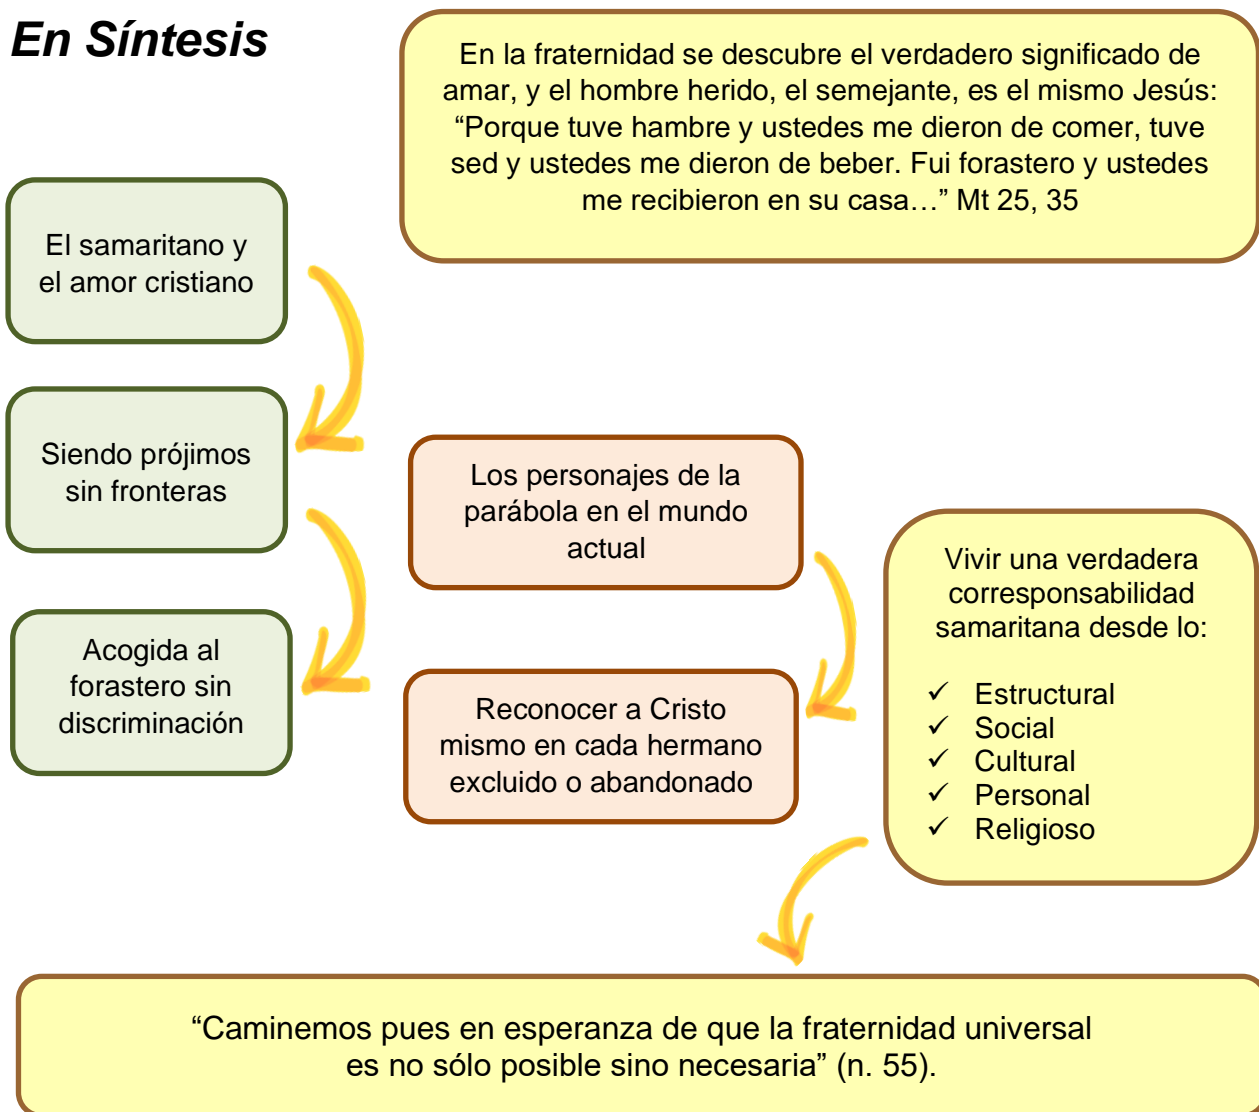 En Síntesis
En la fraternidad se descubre el verdadero significado de
amar, y el hombre herido, el semejante, es el mismo Jesús:
“Porque tuve hambre y ustedes me dieron de comer, tuve
sed y ustedes me dieron de beber. Fui forastero y ustedes
me recibieron en su casa…” Mt 25, 35
El samaritano y
el amor cristiano
Siendo prójimos
sin fronteras
Acogida al
forastero sin
discriminación
Los personajes de la
parábola en el mundo
actual
Reconocer a Cristo
mismo en cada hermano
excluido o abandonado
Vivir una verdadera
corresponsabilidad
samaritana desde lo:
✓ Estructural
✓ Social
✓ Cultural
✓ Personal
✓ Religioso
“Caminemos pues en esperanza de que la fraternidad universal
es no sólo posible sino necesaria” (n. 55).